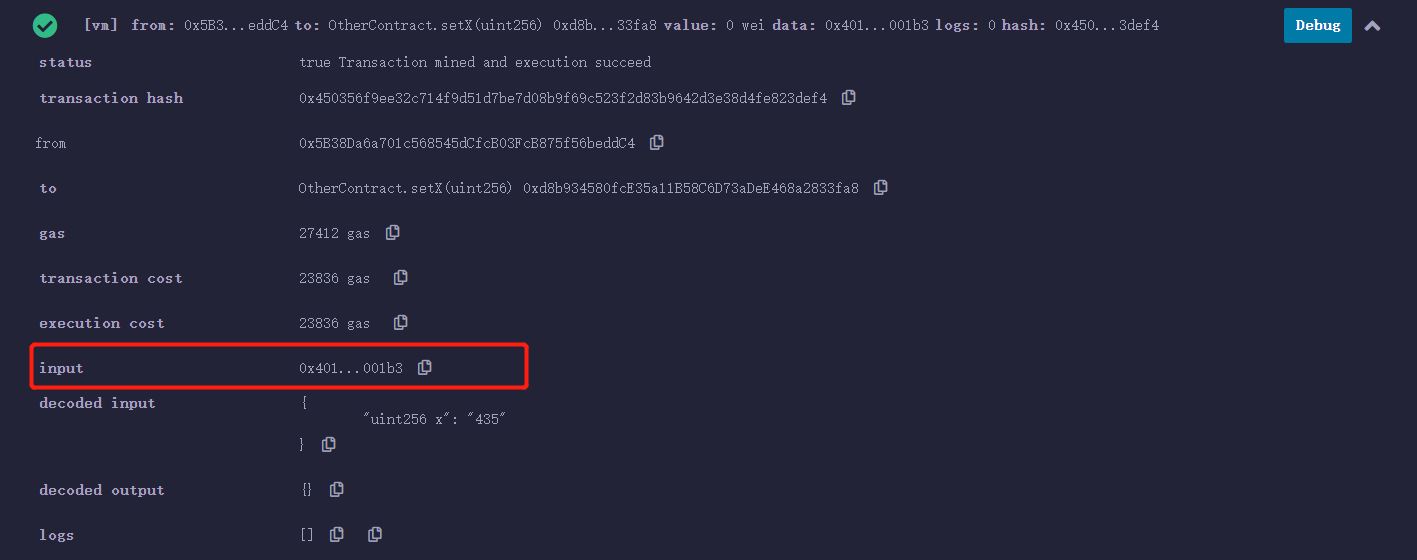 [vm] from: 0x5B3...eddC4 to: OtherContract.setX(uint256) 0xd8b...33fa8 value: 0 wei data: 0x401...001b3 logs: 0 hash: 0x450...3def4 Debug
status true Transaction mined and execution succeed
transaction hash 0x450356f9ee32c714f9d51d7be7d08b9f69c523f2d83b9642d3e38d4fe823def4
from 0x5B38Da6a701c568545dCfcB03FcB875f56beddC4
to OtherContract.setX(uint256) 0xd8b934580fcE35a11B58C6D73aDeE468a2833fa8
gas 27412 gas
transaction cost 23836 gas
execution cost 23836 gas
input 0x401...001b3
decoded input {
"uint256 x": "435"
}
decoded output {}
logs []